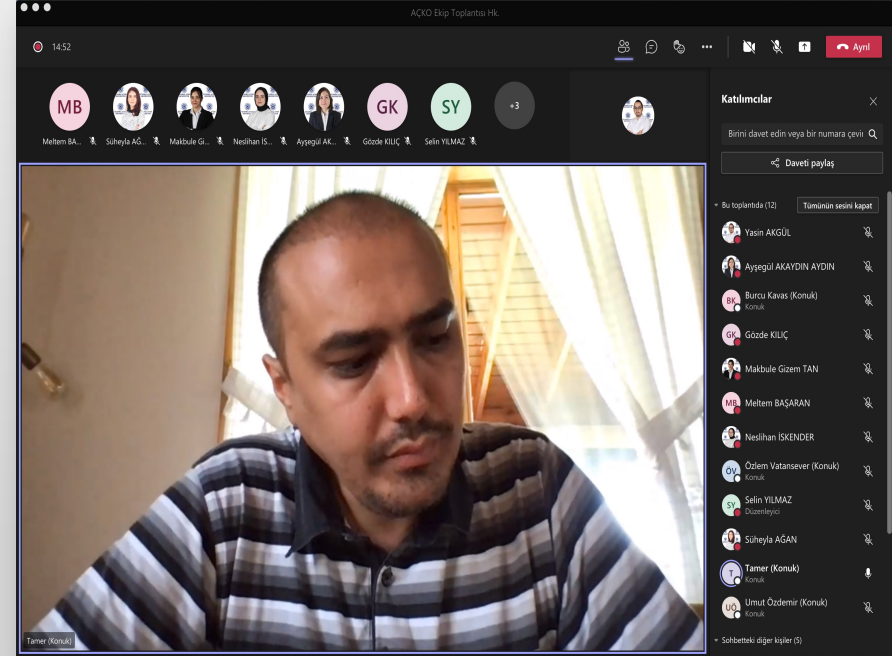 AÇKO Ekip Toplantısı Hk.
14:52
Ayrıl
MB
GK
SY
+3
Meltem BA...
Süheyla AĞ...
Makbule Gi...
Neslihan İS...
Ayşegül AK...
Gözde KILIÇ
Selin YILMAZ
Tamer (Konuk)
Katılımcılar
Birini davet edin veya bir numara çevir
Daveti paylaş
Bu toplantıda (12)
Tümünün sesini kapat
Yasin AKGÜL
Ayşegül AKAYDIN AYDIN
BK
Burcu Kavas (Konuk)
Konuk
GK
Gözde KILIÇ
Makbule Gizem TAN
MB
Meltem BAŞARAN
Neslihan İSKENDER
ÖV
Özlem Vatansever (Konuk)
Konuk
SY
Selin YILMAZ
Düzenleyici
Süheyla AĞAN
T
Tamer (Konuk)
Konuk
UÖ
Umut Özdemir (Konuk)
Konuk
Sohbetteki diğer kişiler (5)